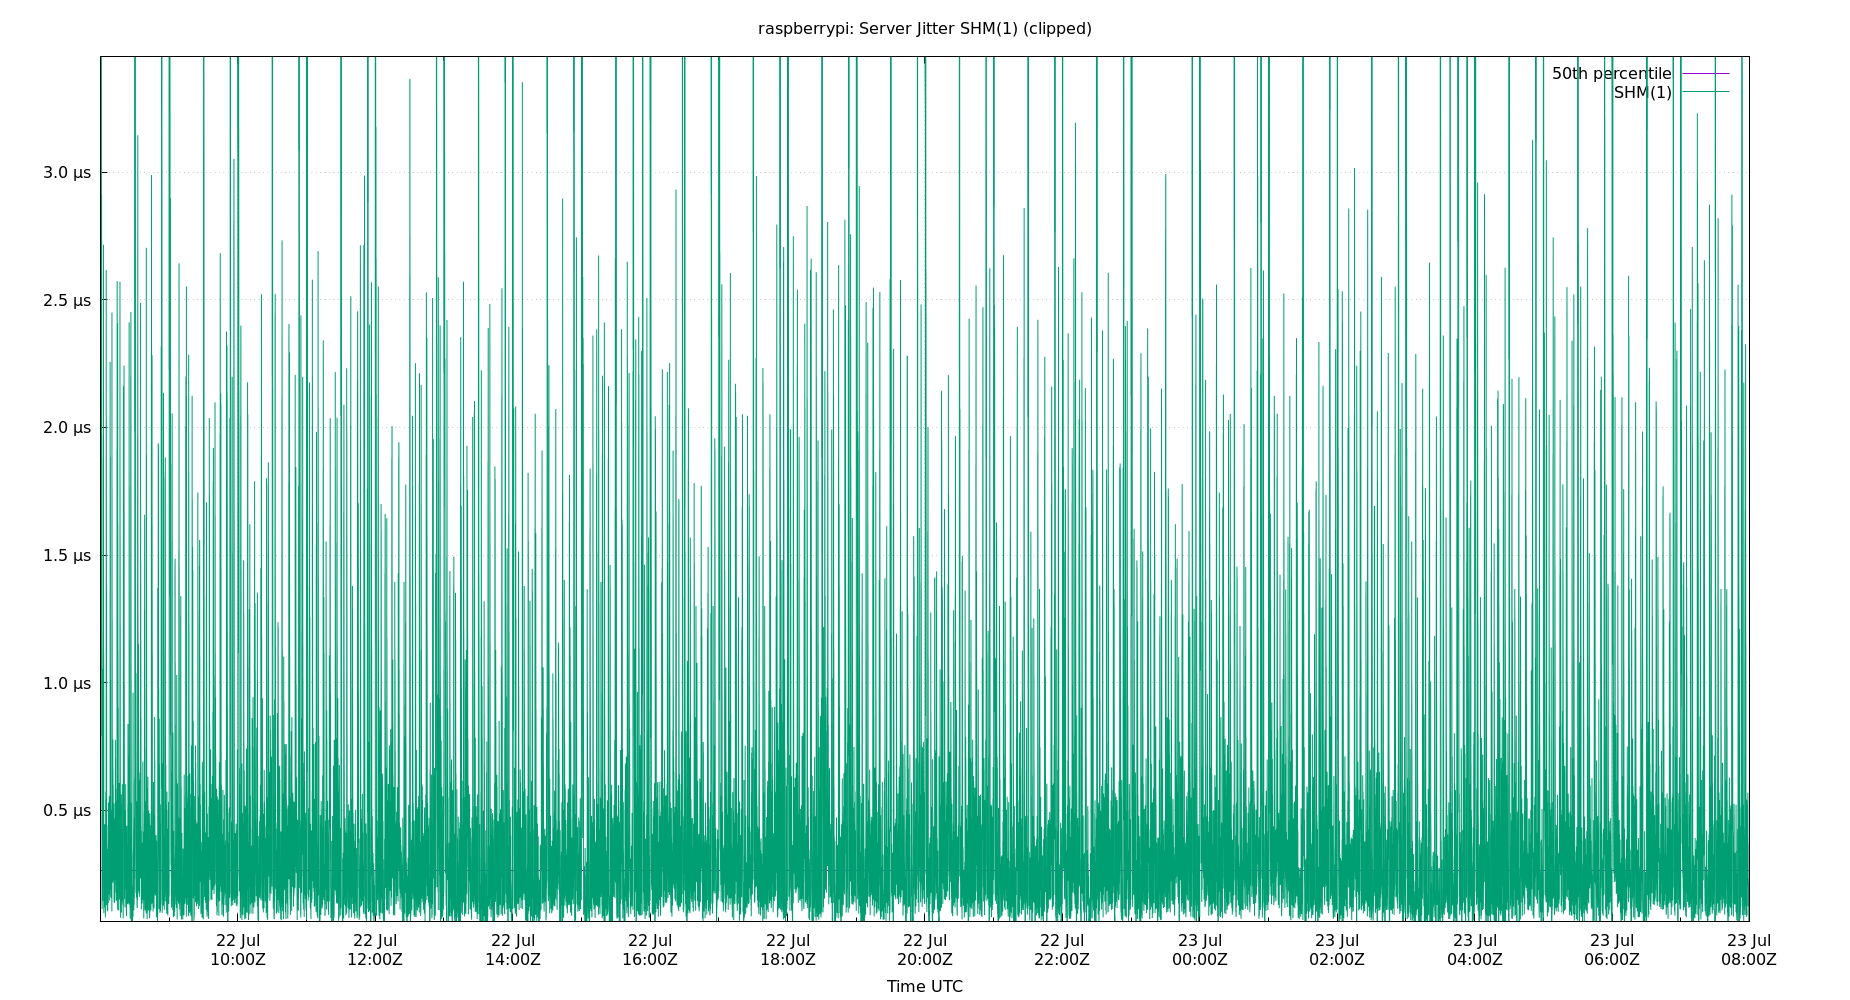 raspberrypi: Server Jitter SHM(1) (clipped)
50th percentile
SHM(1)
3.0 µs
2.5 µs
2.0 µs
1.5 µs
1.0 µs
0.5 µs
22 Jul 22 Jul 22 Jul 22 Jul 22 Jul 22 Jul 22 Jul 23 Jul 23 Jul 23 Jul 23 Jul 23 Jul
10:00Z 12:00Z 14:00Z 16:00Z 18:00Z 20:00Z 22:00Z 00:00Z 02:00Z 04:00Z 06:00Z 08:00Z
Time UTC